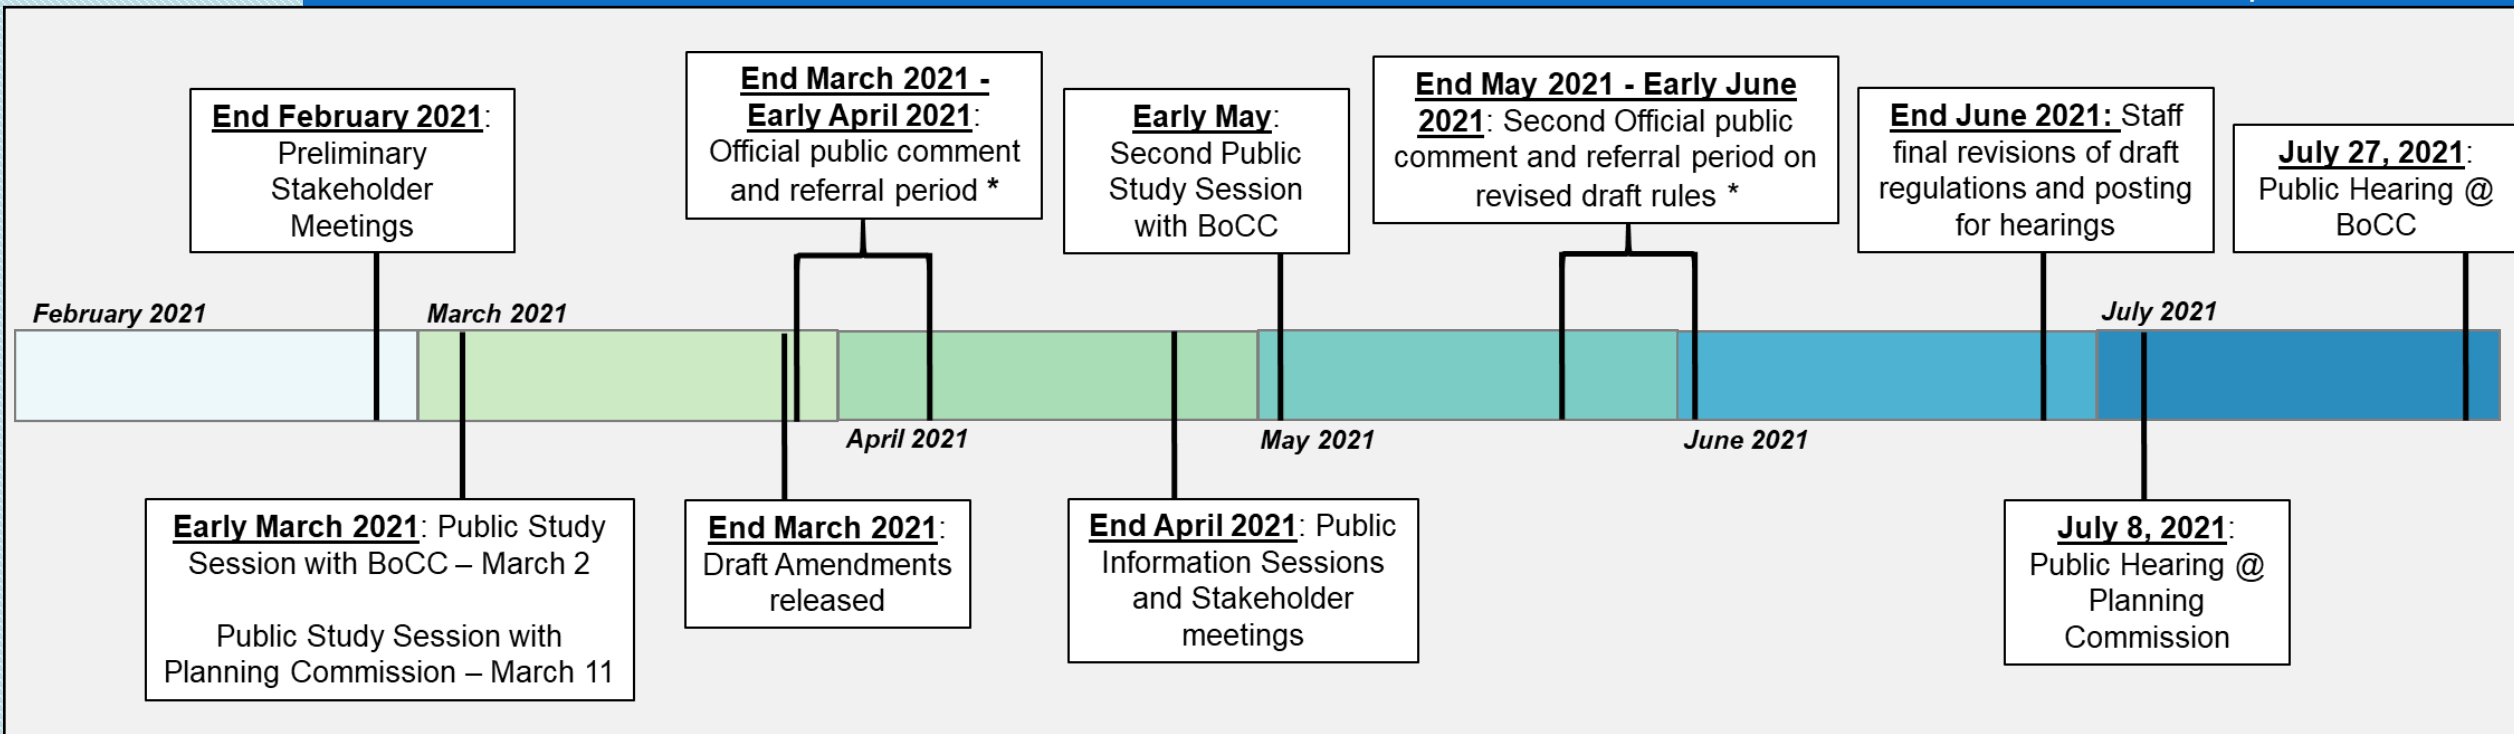 End February 2021:
Preliminary
Stakeholder
Meetings
End March 2021 -
Early April 2021:
Official public comment
and referral period *
Early May:
Second Public
Study Session
with BoCC
End May 2021 - Early June
2021: Second Official public
comment and referral period on
revised draft rules *
End June 2021: Staff
final revisions of draft
regulations and posting
for hearings
July 27, 2021:
Public Hearing @
BoCC
February 2021
March 2021
July 2021
April 2021
May 2021
June 2021
Early March 2021: Public Study
Session with BoCC – March 2
Public Study Session with
Planning Commission – March 11
End March 2021:
Draft Amendments
released
End April 2021: Public
Information Sessions
and Stakeholder
meetings
July 8, 2021:
Public Hearing @
Planning
Commission